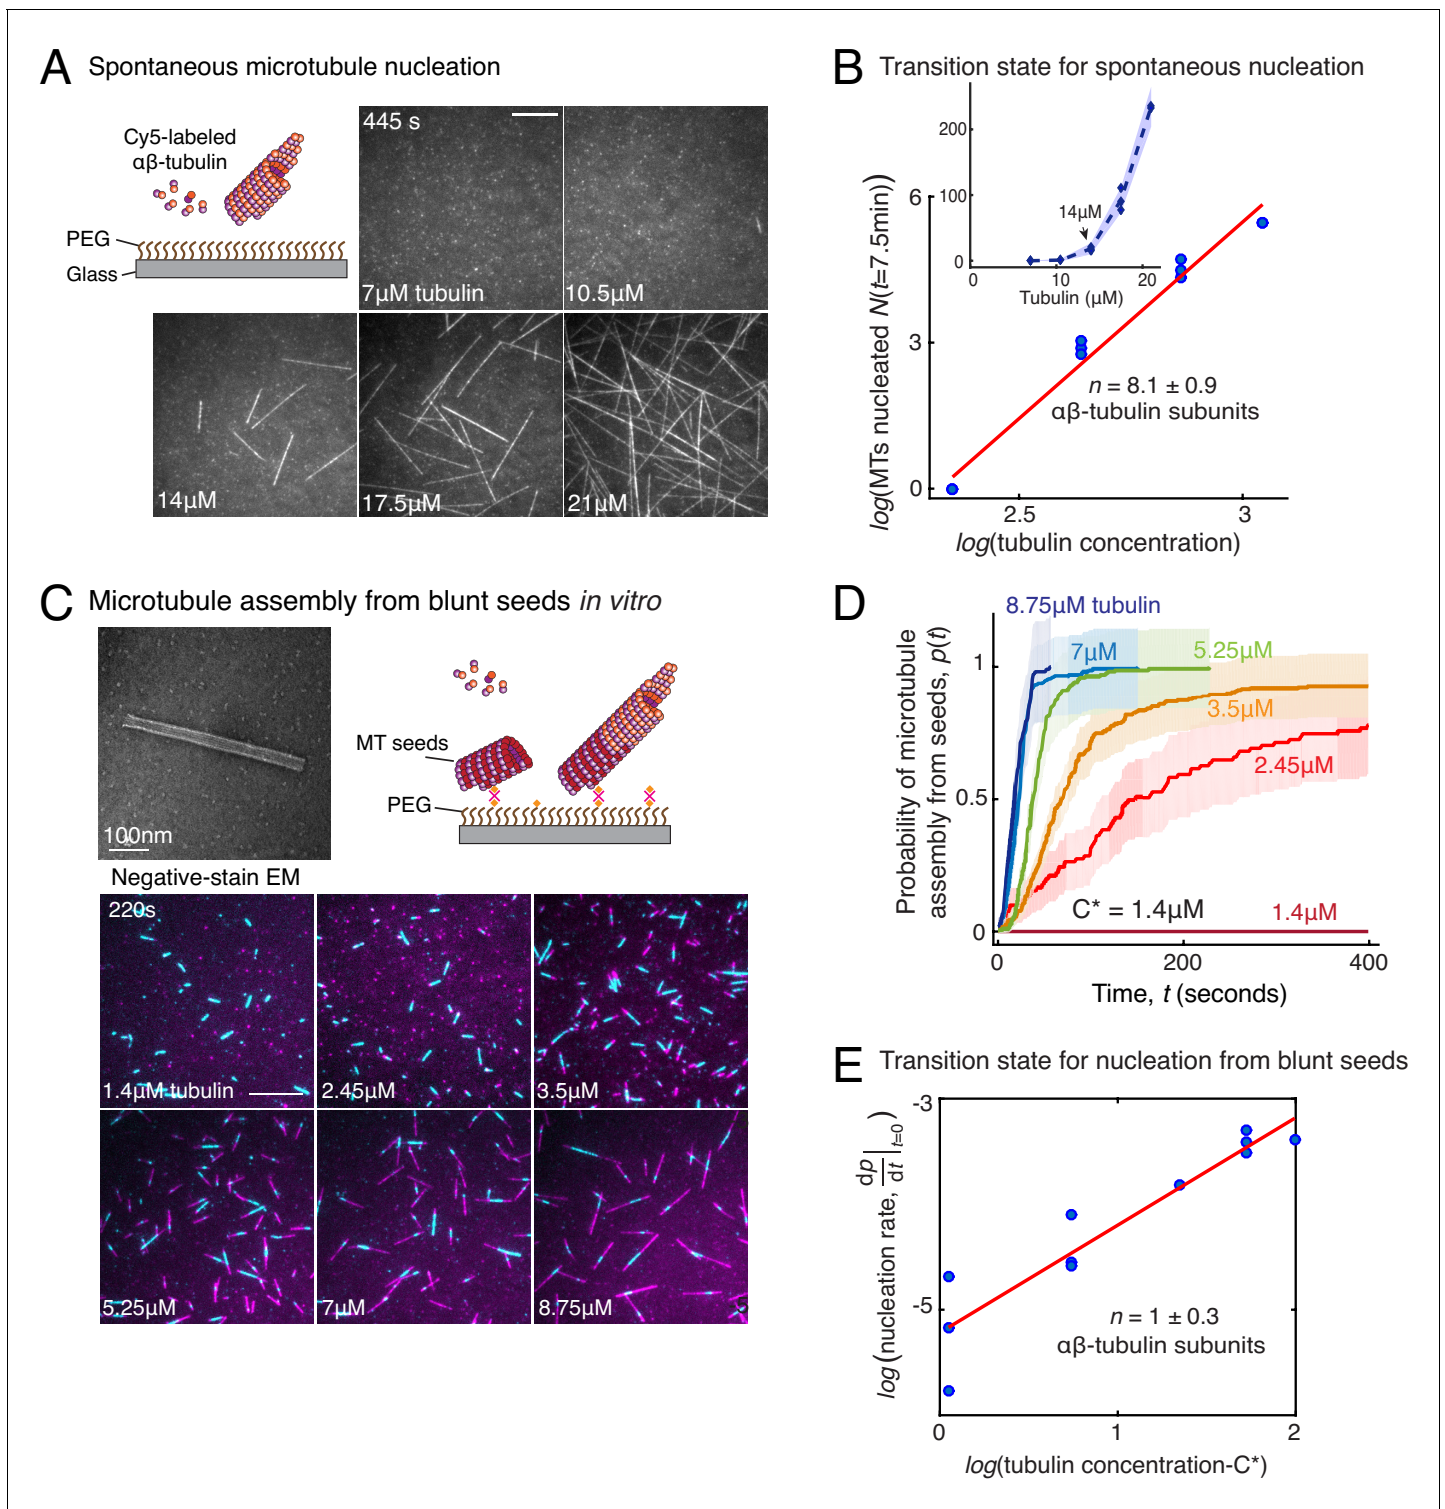 A Spontaneous microtubule nucleation
Cy5-labeled
αβ-tubulin
PEG
Glass
445 s
7µM tubulin
10.5µM
14µM
17.5µM
21µM
B Transition state for spontaneous nucleation
log(MTs nucleated N(t=7.5min))
6
3
0
2.5
3
log(tubulin concentration)
200
100
0
0
10
20
Tubulin (µM)
14µM
n = 8.1 ± 0.9
αβ-tubulin subunits
C Microtubule assembly from blunt seeds in vitro
100nm
Negative-stain EM
MT seeds
PEG
220s
1.4µM tubulin
2.45µM
3.5µM
5.25µM
7µM
8.75µM
D
Probability of microtubule
assembly from seeds, p(t)
1
0.5
0
0
200
400
Time, t (seconds)
8.75µM tubulin
7µM
5.25µM
3.5µM
2.45µM
C* = 1.4µM
1.4µM
E Transition state for nucleation from blunt seeds
log(nucleation rate, dp/dt|t=0)
-3
-5
0
1
2
n = 1 ± 0.3
αβ-tubulin subunits
log(tubulin concentration-C*)